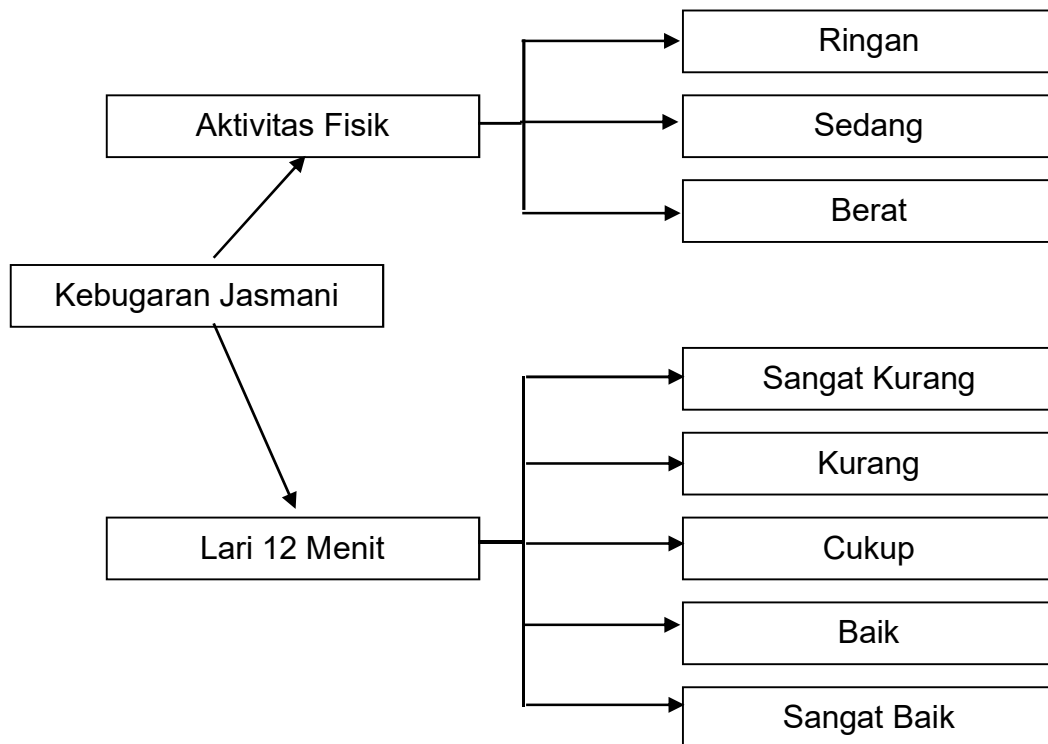 Ringan
Aktivitas Fisik
Sedang
Berat
Kebugaran Jasmani
Sangat Kurang
Kurang
Lari 12 Menit
Cukup
Baik
Sangat Baik